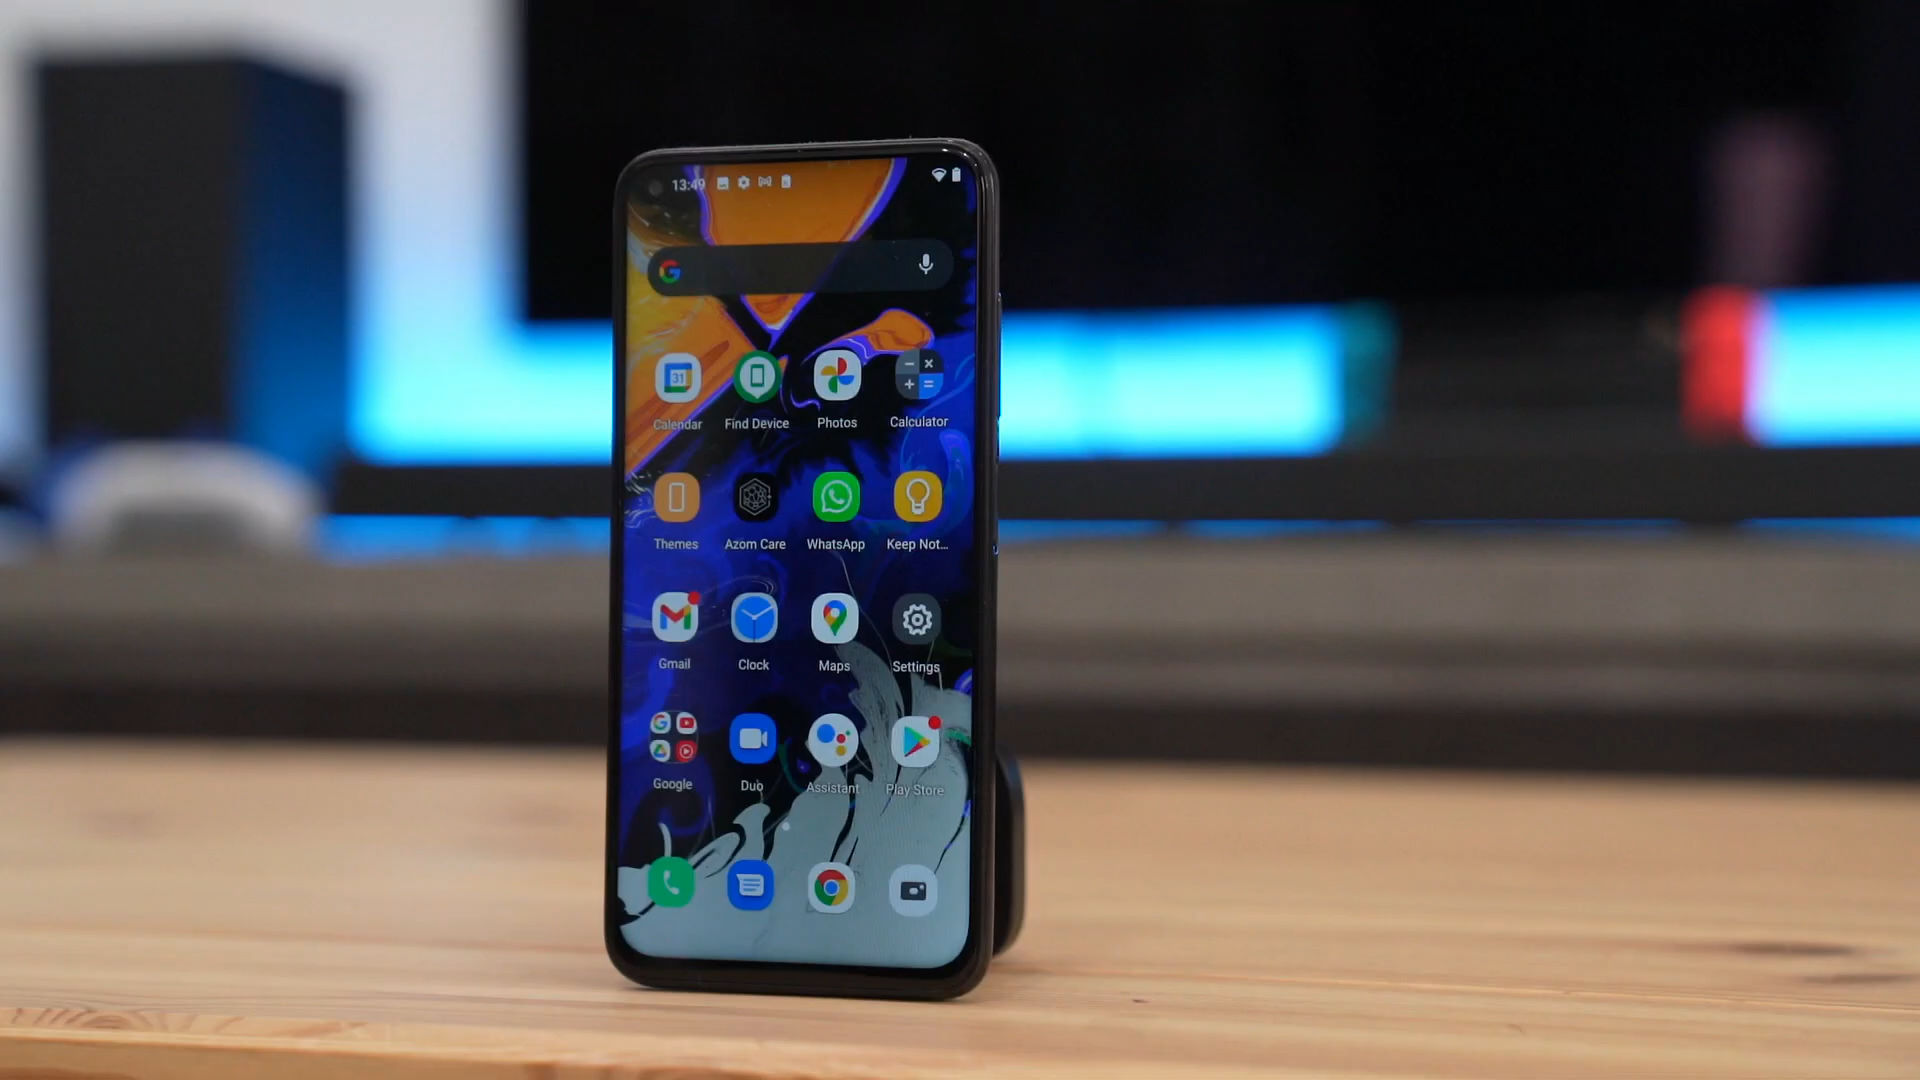 13:49
31
Calendar Find Device Photos Calculator
Themes Azom Care WhatsApp Keep Not...
Gmail Clock Maps Settings
Google Duo Assistant Play Store